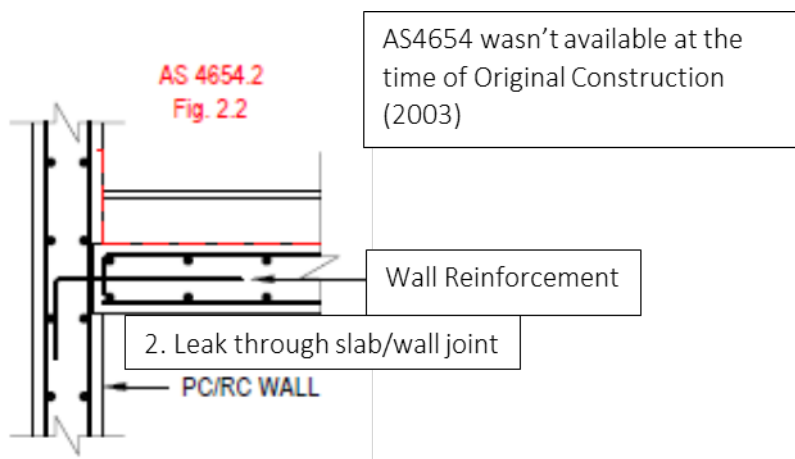 AS 4654.2
Fig. 2.2
AS4654 wasn’t available at the
time of Original Construction
(2003)
Wall Reinforcement
2. Leak through slab/wall joint
PC/RC WALL